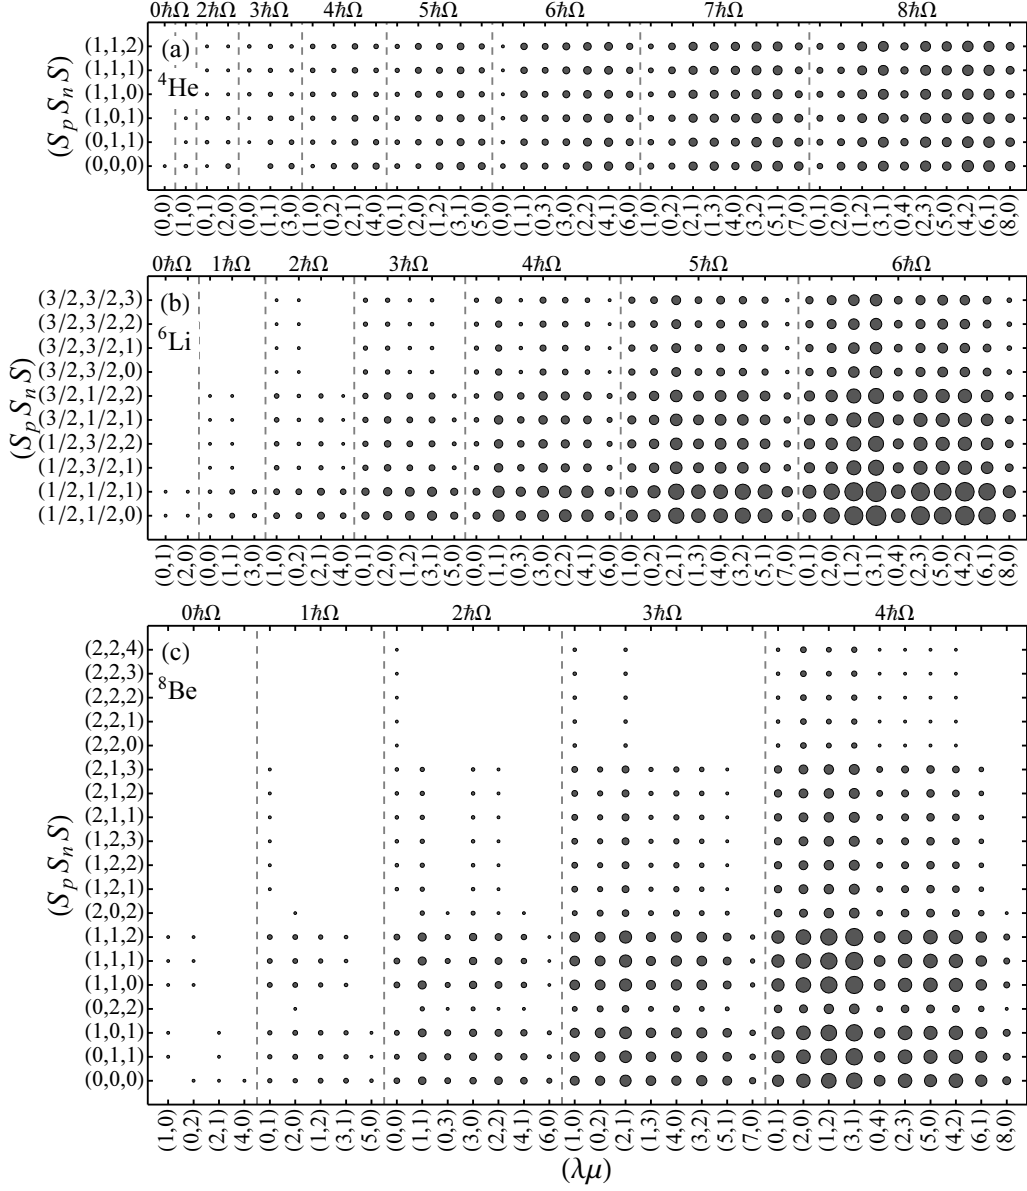 0ħΩ 2ħΩ 3ħΩ 4ħΩ 5ħΩ 6ħΩ 7ħΩ 8ħΩ
(a)
⁴He
(S_p S_n S)
(1,1,2)
(1,1,1)
(1,1,0)
(1,0,1)
(0,1,1)
(0,0,0)
(0,0) (1,0) (0,1) (2,0) (0,0) (1,1) (3,0) (1,0) (0,2) (2,1) (4,0) (0,1) (2,0) (1,2) (3,1) (5,0) (0,0) (1,1) (0,3) (3,0) (2,2) (4,1) (6,0) (1,0) (0,2) (2,1) (1,3) (4,0) (3,2) (5,1) (7,0) (0,1) (2,0) (1,2) (3,1) (0,4) (2,3) (5,0) (4,2) (6,1) (8,0)
0ħΩ 1ħΩ 2ħΩ 3ħΩ 4ħΩ 5ħΩ 6ħΩ
(b)
⁶Li
(S_p S_n S)
(3/2,3/2,3)
(3/2,3/2,2)
(3/2,3/2,1)
(3/2,3/2,0)
(3/2,1/2,2)
(3/2,1/2,1)
(1/2,3/2,2)
(1/2,3/2,1)
(1/2,1/2,1)
(1/2,1/2,0)
(0,1) (2,0) (0,0) (1,1) (3,0) (1,0) (0,2) (2,1) (4,0) (0,1) (2,0) (1,2) (3,1) (5,0) (0,0) (1,1) (0,3) (3,0) (2,2) (4,1) (6,0) (1,0) (0,2) (2,1) (1,3) (4,0) (3,2) (5,1) (7,0) (0,1) (2,0) (1,2) (3,1) (0,4) (2,3) (5,0) (4,2) (6,1) (8,0)
0ħΩ 1ħΩ 2ħΩ 3ħΩ 4ħΩ
(c)
⁸Be
(S_p S_n S)
(2,2,4)
(2,2,3)
(2,2,2)
(2,2,1)
(2,2,0)
(2,1,3)
(2,1,2)
(2,1,1)
(1,2,3)
(1,2,2)
(1,2,1)
(2,0,2)
(1,1,2)
(1,1,1)
(1,1,0)
(0,2,2)
(1,0,1)
(0,1,1)
(0,0,0)
(1,0) (0,2) (2,1) (4,0) (0,1) (2,0) (1,2) (3,1) (5,0) (0,0) (1,1) (0,3) (3,0) (2,2) (4,1) (6,0) (1,0) (0,2) (2,1) (1,3) (4,0) (3,2) (5,1) (7,0) (0,1) (2,0) (1,2) (3,1) (0,4) (2,3) (5,0) (4,2) (6,1) (8,0)
(λμ)